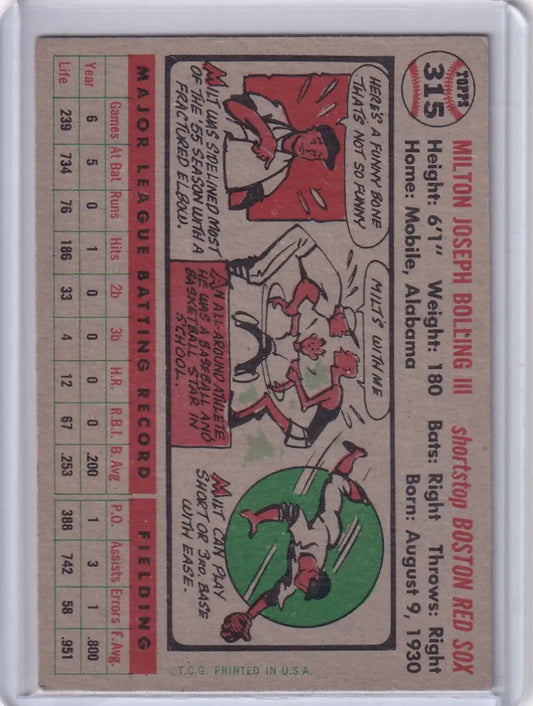 TOPPS
315
MILTON JOSEPH BOLLING III   shortstop BOSTON RED SOX
Height: 6'1"   Weight: 180   Bats: Right   Throws: Right
Home: Mobile, Alabama   Born: August 9, 1930
HERE'S A FUNNY BONE
THAT'S NOT SO FUNNY
MILT WAS SIDELINED MOST
OF THE '55 SEASON WITH A
FRACTURED ELBOW.
MILT'S WITH ME
AN ALL-AROUND ATHLETE
HE WAS A BASEBALL AND
BASKETBALL STAR IN
SCHOOL.
MILT CAN PLAY
SHORT OR 3RD. BASE
WITH EASE.
MAJOR LEAGUE BATTING RECORD   FIELDING
Games At Bat Runs Hits 2b 3b H.R. R.B.I. B. Avg. P.O. Assists Errors F. Avg.
Year 6 5 0 1 0 0 0 0 .200 1 3 1 .800
Life 239 734 76 186 33 4 12 67 .253 388 742 58 .951
©T.C.G. PRINTED IN U.S.A.